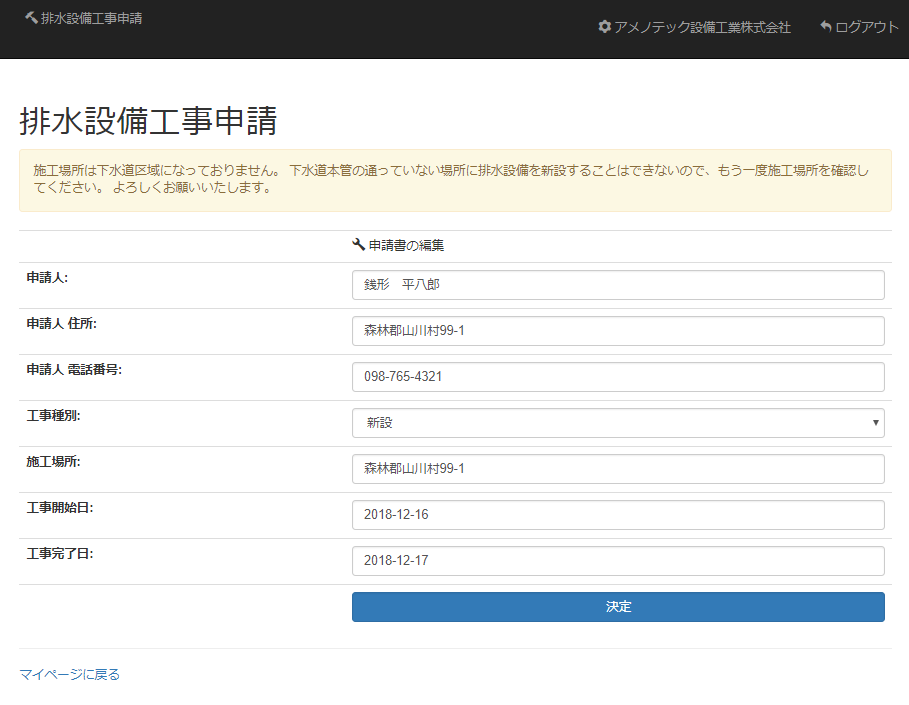 排水設備工事申請
アメノテック設備工業株式会社 ログアウト
排水設備工事申請
施工場所は下水道区域になっておりません。 下水道本管の通っていない場所に排水設備を新設することはできないので、もう一度施工場所を確認し
てください。 よろしくお願いいたします。
申請書の編集
申請人: 銭形　平八郎
申請人 住所: 森林郡山川村99-1
申請人 電話番号: 098-765-4321
工事種別: 新設
施工場所: 森林郡山川村99-1
工事開始日: 2018-12-16
工事完了日: 2018-12-17
決定
マイページに戻る